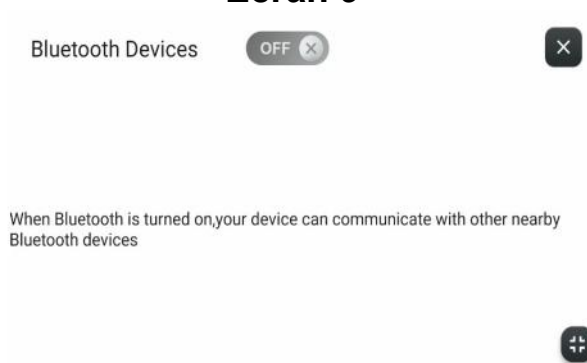 Bluetooth Devices OFF
When Bluetooth is turned on,your device can communicate with other nearby
Bluetooth devices